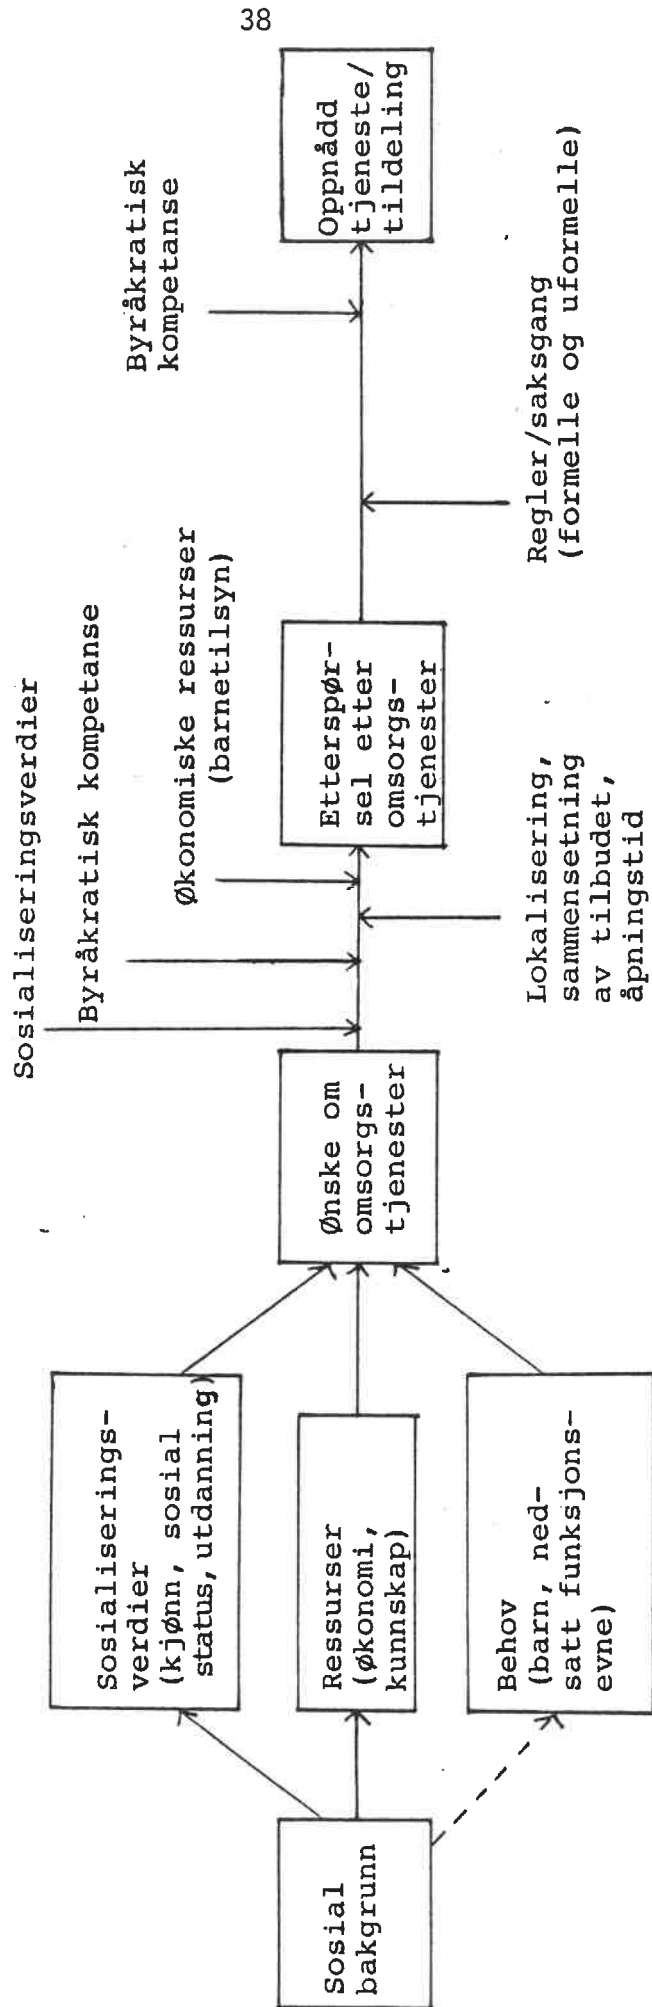 38
Sosial
bakgrunn
Sosialiserings-
verdier
(kjønn, sosial
status, utdanning)
Ressurser
(økonomi,
kunnskap)
Behov
(barn, ned-
satt funksjons-
evne)
Ønske om
omsorgs-
tjenester
Sosialiseringsverdier
Byråkratisk kompetanse
Økonomiske ressurser
(barnetilsyn)
Lokalisering,
sammensetning
av tilbudet,
åpningstid
Etterspør-
sel etter
omsorgs-
tjenester
Byråkratisk
kompetanse
Regler/saksgang
(formelle og uformelle)
Oppnådd
tjeneste/
tildeling